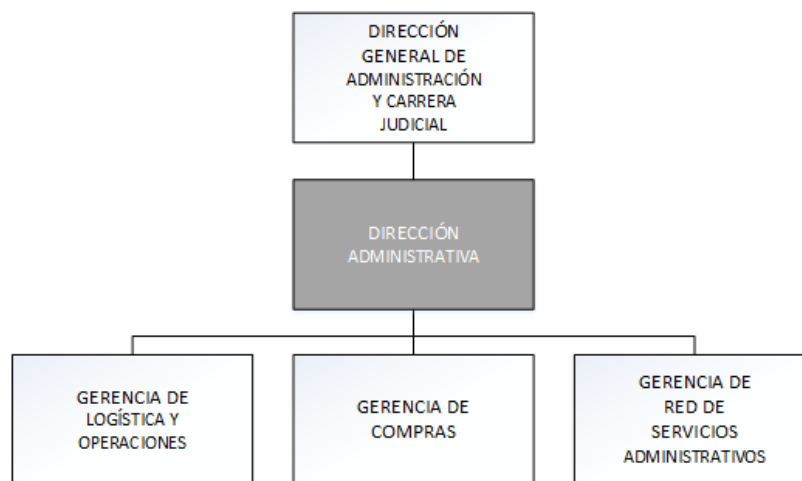 DIRECCIÓN
GENERAL DE
ADMINISTRACIÓN
Y CARRERA
JUDICIAL
DIRECCIÓN
ADMINISTRATIVA
GERENCIA DE
LOGÍSTICA Y
OPERACIONES
GERENCIA DE
COMPRAS
GERENCIA DE
RED DE
SERVICIOS
ADMINISTRATIVOS